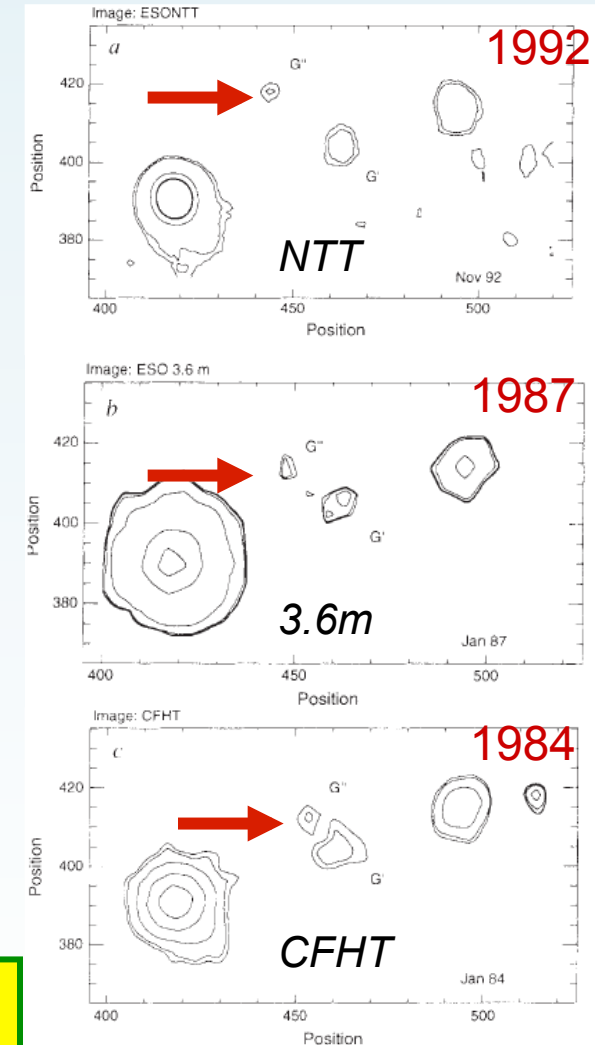 Image: ESONTT
a
1992
G"
420
400
380
Position
G'
NTT
Nov 92
400
450
500
Position
Image: ESO 3.6 m
b
1987
G"
420
400
380
Position
G'
3.6m
Jan 87
400
450
500
Position
Image: CFHT
c
1984
G"
420
400
380
Position
G'
CFHT
Jan 84
400
450
500
Position